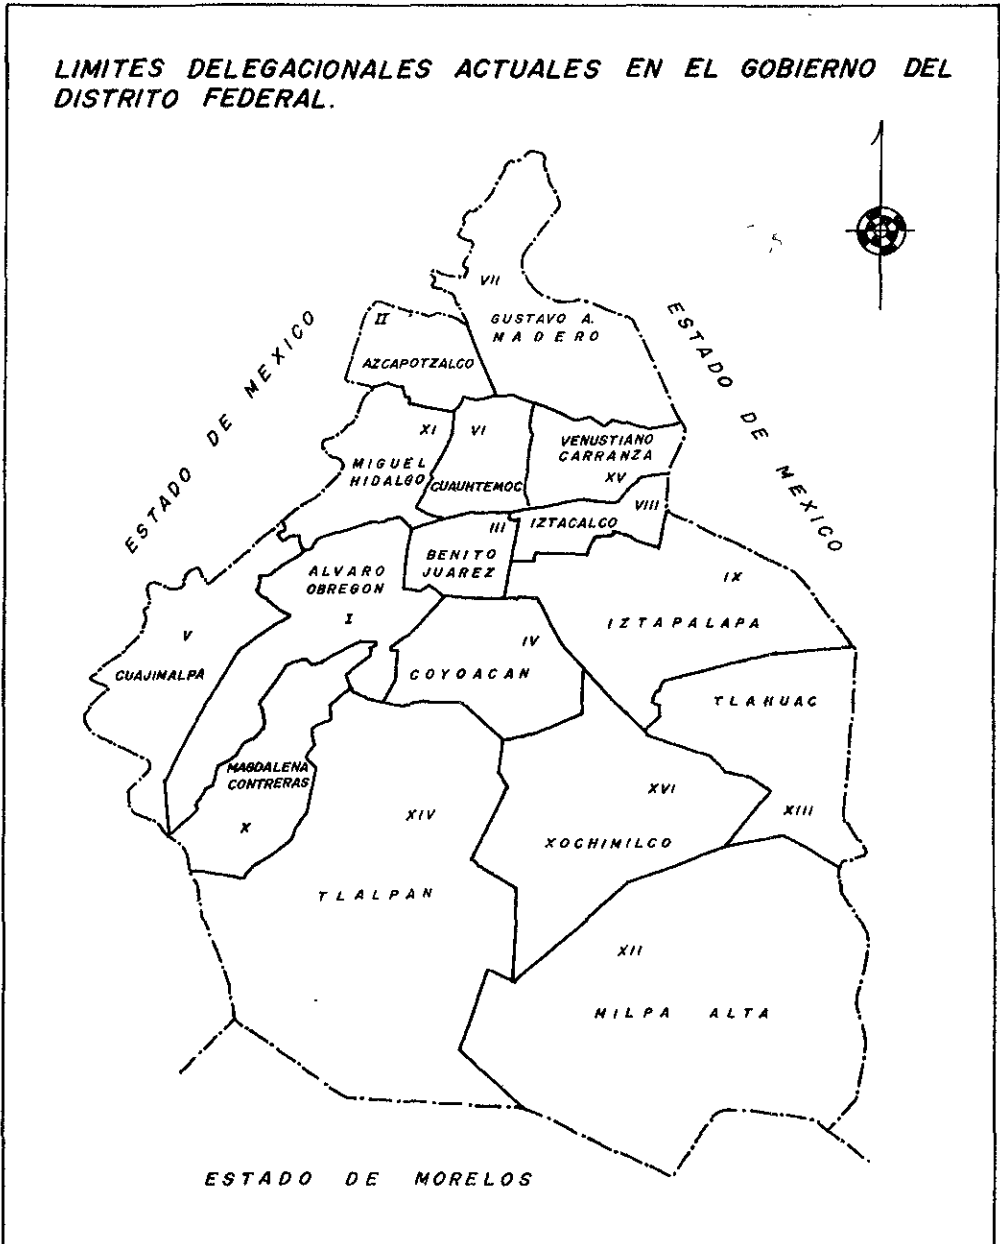 LIMITES DELEGACIONALES ACTUALES EN EL GOBIERNO DEL
DISTRITO FEDERAL.
VII
GUSTAVO A.
MADERO
II
AZCAPOTZALCO
ESTADO DE MEXICO
ESTADO DE MEXICO
XI
MIGUEL
HIDALGO
VI
CUAUHTEMOC
VENUSTIANO
CARRANZA
XV
VIII
IZTACALCO
III
BENITO
JUAREZ
ALVARO
OBREGON
I
IX
IZTAPALAPA
V
CUAJIMALPA
IV
COYOACAN
TLAHUAC
XIII
MAGDALENA
CONTRERAS
X
XIV
TLALPAN
XVI
XOCHIMILCO
XII
MILPA ALTA
ESTADO DE MORELOS